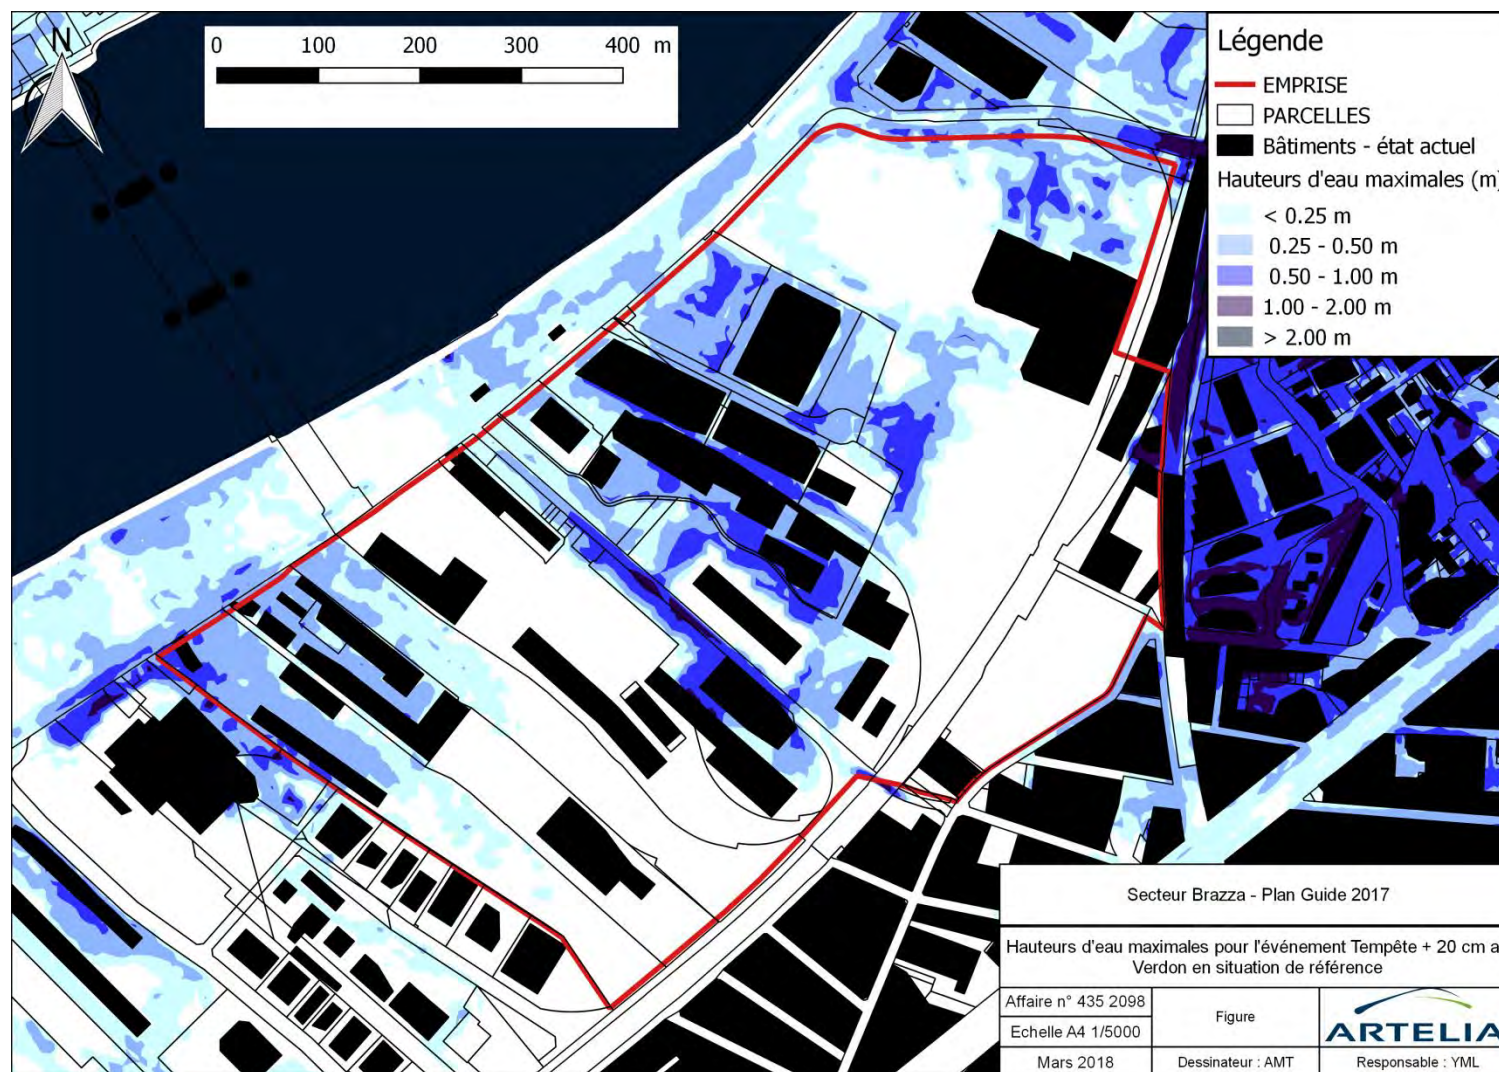 N
0 100 200 300 400 m
Légende
EMPRISE
PARCELLES
Bâtiments - état actuel
Hauteurs d'eau maximales (m)
< 0.25 m
0.25 - 0.50 m
0.50 - 1.00 m
1.00 - 2.00 m
> 2.00 m
Secteur Brazza - Plan Guide 2017
Hauteurs d'eau maximales pour l'événement Tempête + 20 cm a
Verdon en situation de référence
Affaire n° 435 2098
Echelle A4 1/5000
Mars 2018
Figure
Dessinateur : AMT
ARTELIA
Responsable : YML